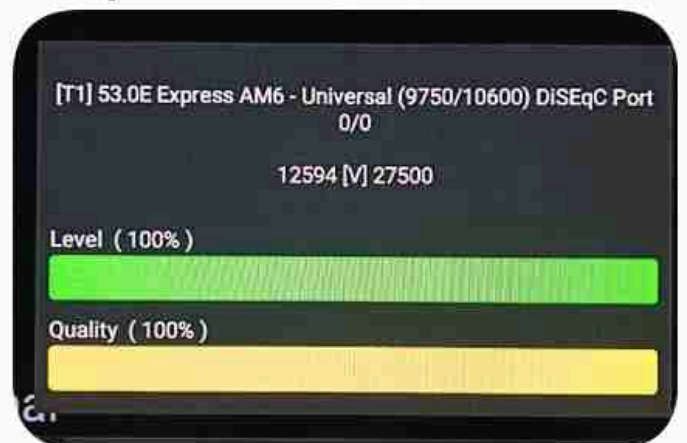 [T1] 53.0E Express AM6 - Universal (9750/10600) DiSEqC Port
0/0
12594 [V] 27500
Level (100%)
Quality (100%)